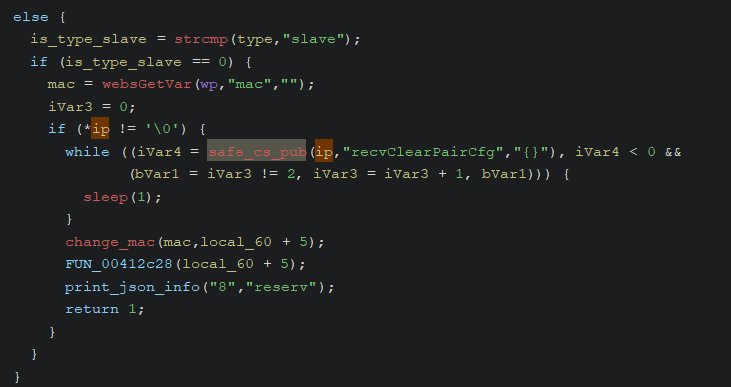 else {
is_type_slave = strcmp(type,"slave");
if (is_type_slave == 0) {
mac = websGetVar(wp,"mac","");
iVar3 = 0;
if (*ip != '\0') {
while ((iVar4 = safe_cs_pub(ip,"recvClearPairCfg","{}"), iVar4 < 0 &&
(bVar1 = iVar3 != 2, iVar3 = iVar3 + 1, bVar1))) {
sleep(1);
}
change_mac(mac,local_60 + 5);
FUN_00412c28(local_60 + 5);
print_json_info("8","reserv");
return 1;
}
}
}